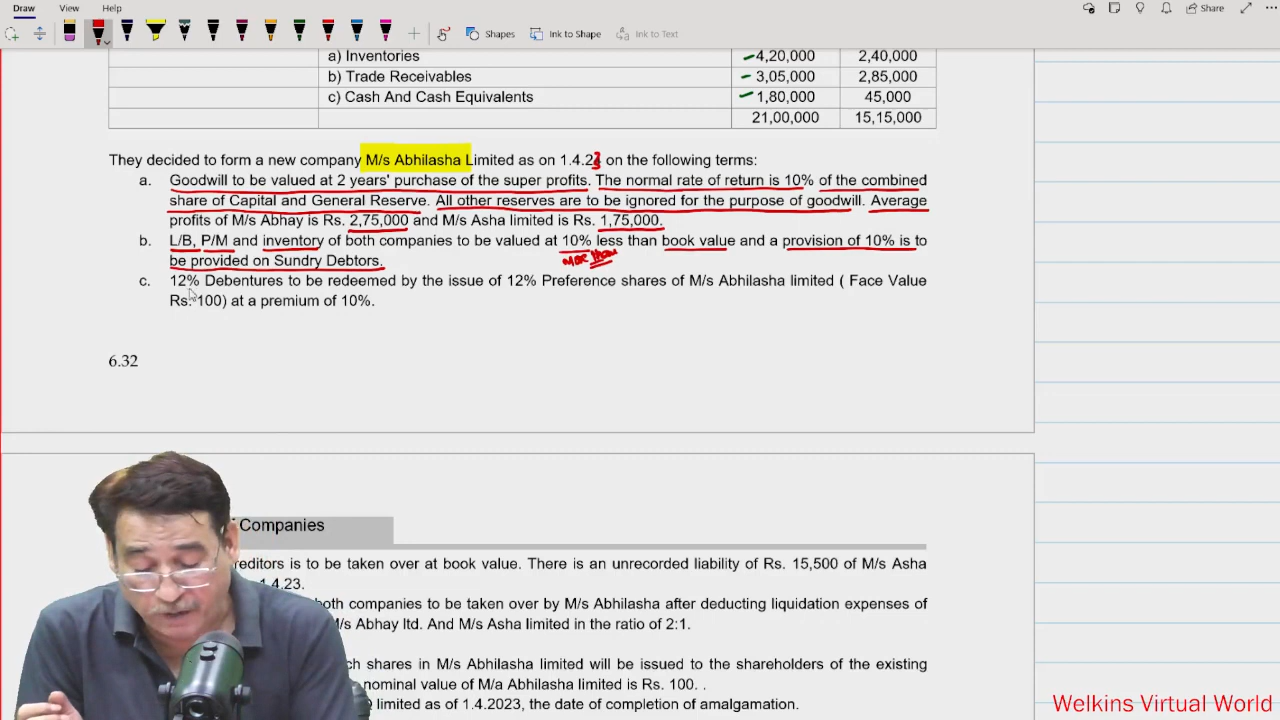 Draw View Help
Shapes Ink to Shape Ink to Text Share
a) Inventories 4,20,000 2,40,000
b) Trade Receivables 3,05,000 2,85,000
c) Cash And Cash Equivalents 1,80,000 45,000
21,00,000 15,15,000
They decided to form a new company M/s Abhilasha Limited as on 1.4.23 on the following terms:
a. Goodwill to be valued at 2 years' purchase of the super profits. The normal rate of return is 10% of the combined
share of Capital and General Reserve. All other reserves are to be ignored for the purpose of goodwill. Average
profits of M/s Abhay is Rs. 2,75,000 and M/s Asha limited is Rs. 1,75,000.
b. L/B, P/M and inventory of both companies to be valued at 10% less than book value and a provision of 10% is to
be provided on Sundry Debtors. more than
c. 12% Debentures to be redeemed by the issue of 12% Preference shares of M/s Abhilasha limited ( Face Value
Rs. 100) at a premium of 10%.
6.32
Companies
reditors is to be taken over at book value. There is an unrecorded liability of Rs. 15,500 of M/s Asha
1.4.23.
both companies to be taken over by M/s Abhilasha after deducting liquidation expenses of
M/s Abhay ltd. And M/s Asha limited in the ratio of 2:1.
ch shares in M/s Abhilasha limited will be issued to the shareholders of the existing
nominal value of M/a Abhilasha limited is Rs. 100. .
limited as of 1.4.2023, the date of completion of amalgamation.
Welkins Virtual World